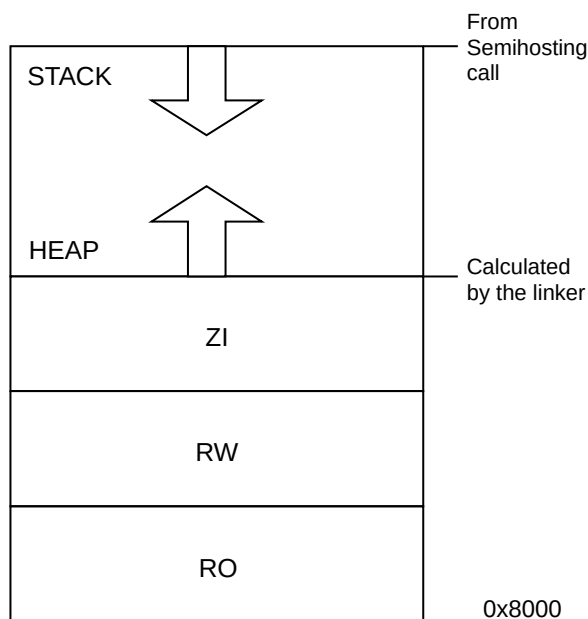 From
Semihosting
call
STACK
HEAP
Calculated
by the linker
ZI
RW
RO
0x8000